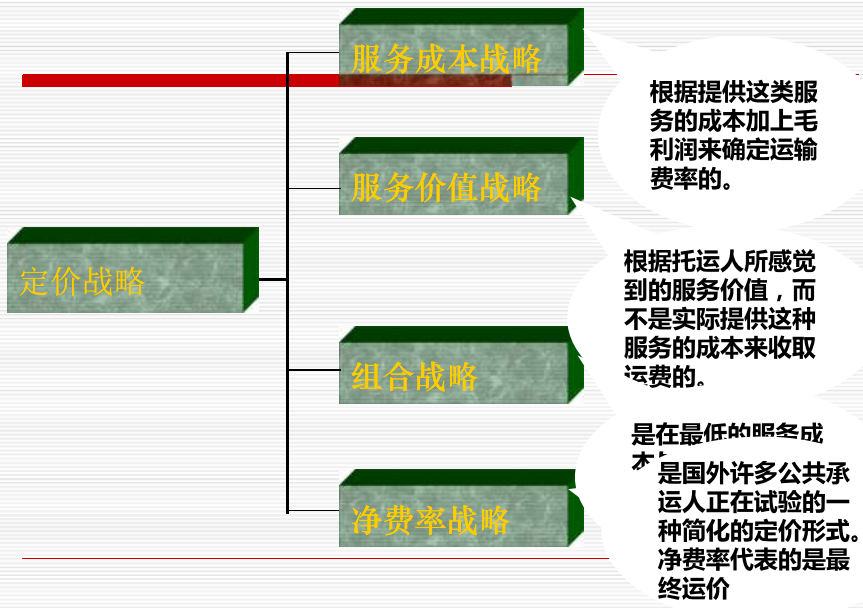 服务成本战略
根据提供这类服
务的成本加上毛
利润来确定运输
费率的。
服务价值战略
定价战略
根据托运人所感觉
到的服务价值，而
不是实际提供这种
服务的成本来收取
运费的。
组合战略
是在最低的服务成
本
净费率战略
是国外许多公共承
运人正在试验的一
种简化的定价形式。
净费率代表的是最
终运价